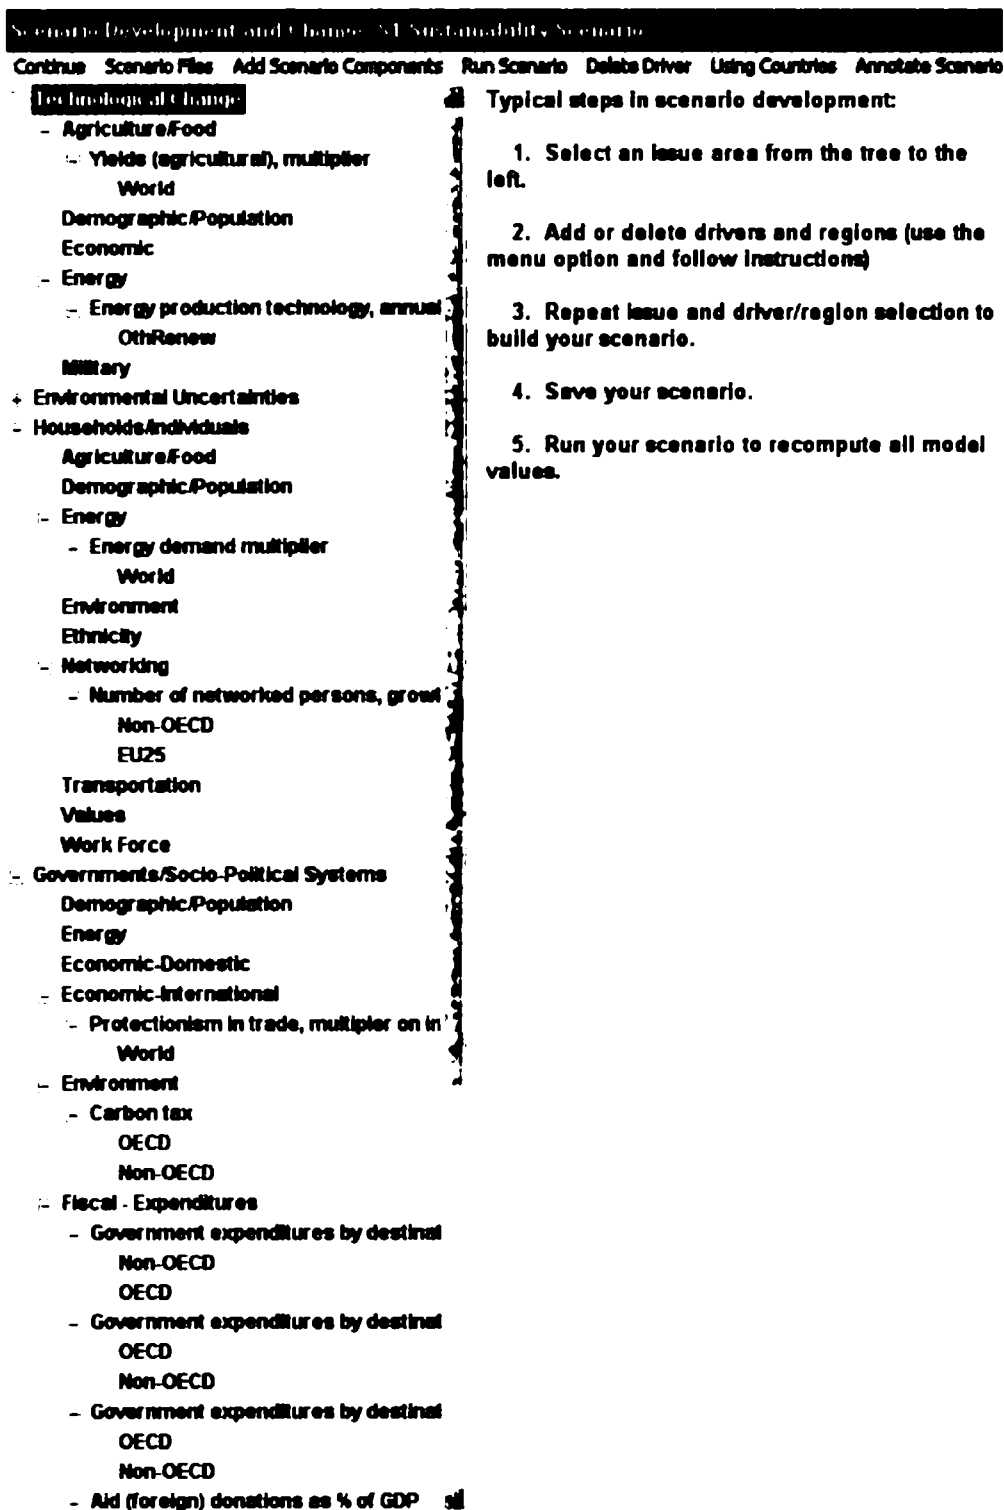 Scenario Development and Change: S1 Sustainability Scenario
Continue Scenario Files Add Scenario Components Run Scenario Delete Driver Using Countries Annotate Scenario
Technological Change
- Agriculture/Food
- Yields (agricultural), multiplier
World
Demographic/Population
Economic
- Energy
- Energy production technology, annual
OthRenew
Military
+ Environmental Uncertainties
- Households/Individuals
Agriculture/Food
Demographic/Population
- Energy
- Energy demand multiplier
World
Environment
Ethnicity
- Networking
- Number of networked persons, growt
Non-OECD
EU25
Transportation
Values
Work Force
- Governments/Socio-Political Systems
Demographic/Population
Energy
Economic-Domestic
- Economic-International
- Protectionism in trade, multipler on in
World
- Environment
- Carbon tax
OECD
Non-OECD
- Fiscal - Expenditures
- Government expenditures by destinat
Non-OECD
OECD
- Government expenditures by destinat
OECD
Non-OECD
- Government expenditures by destinat
OECD
Non-OECD
- Aid (foreign) donations as % of GDP
Typical steps in scenario development:
1. Select an issue area from the tree to the
left.
2. Add or delete drivers and regions (use the
menu option and follow instructions)
3. Repeat issue and driver/region selection to
build your scenario.
4. Save your scenario.
5. Run your scenario to recompute all model
values.